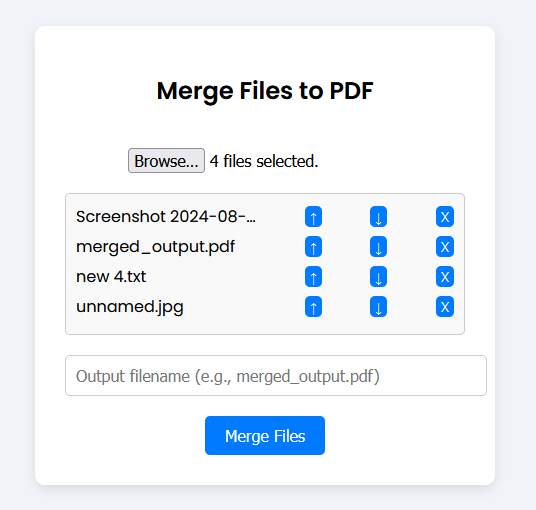 Merge Files to PDF
Browse... 4 files selected.
Screenshot 2024-08-... ↑ ↓ X
merged_output.pdf ↑ ↓ X
new 4.txt ↑ ↓ X
unnamed.jpg ↑ ↓ X
Output filename (e.g., merged_output.pdf)
Merge Files